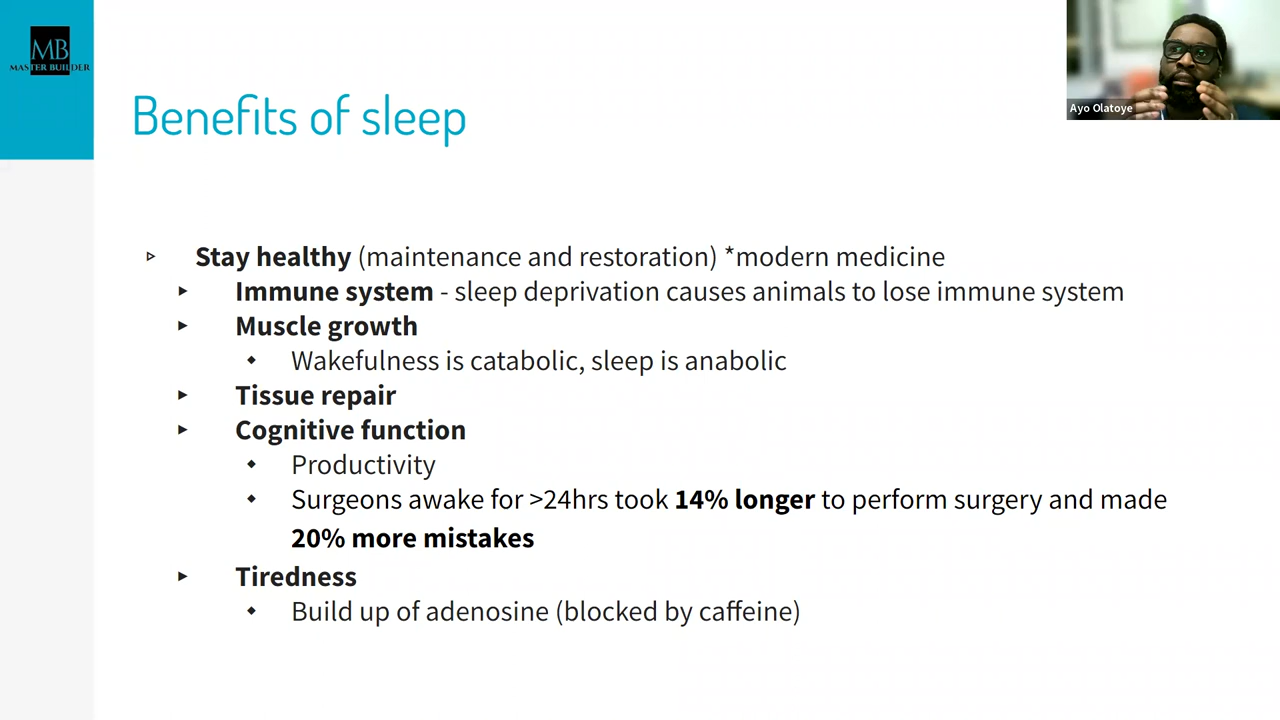 MB
MASTER BUILDER
Ayo Olatoye
Benefits of sleep
Stay healthy (maintenance and restoration) *modern medicine
Immune system - sleep deprivation causes animals to lose immune system
Muscle growth
Wakefulness is catabolic, sleep is anabolic
Tissue repair
Cognitive function
Productivity
Surgeons awake for >24hrs took 14% longer to perform surgery and made
20% more mistakes
Tiredness
Build up of adenosine (blocked by caffeine)